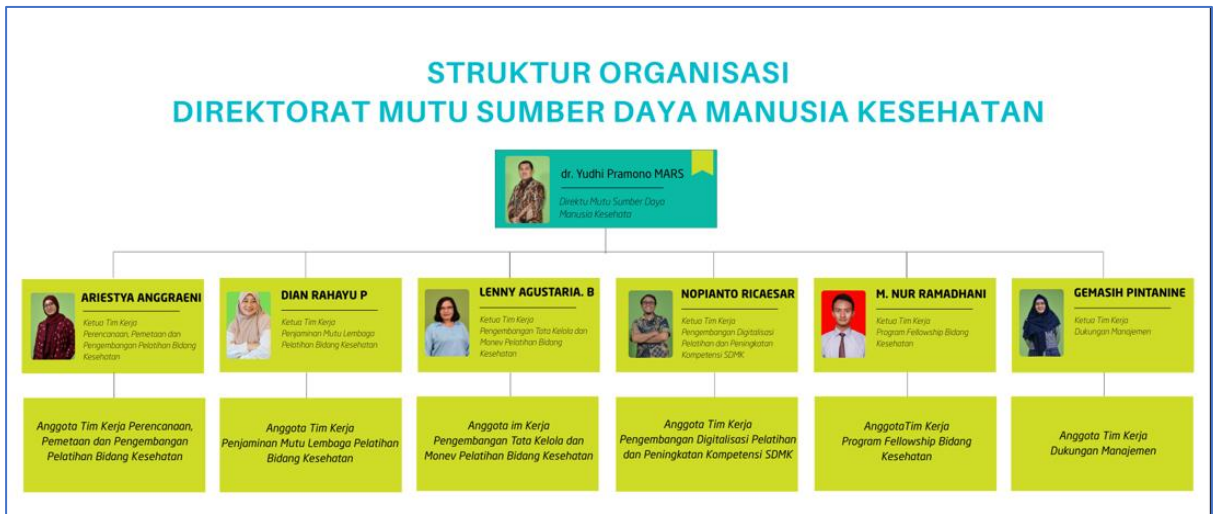 STRUKTUR ORGANISASI
DIREKTORAT MUTU SUMBER DAYA MANUSIA KESEHATAN
dr. Yudhi Pramono MARS
Direktu Mutu Sumber Daya
Manusia Kesehata
ARIESTYA ANGGRAENI
Ketua Tim Kerja
Perencanaan, Pemetaan dan
Pengembangan Pelatihan Bidang
Kesehatan
DIAN RAHAYU P
Ketua Tim Kerja
Penjaminan Mutu Lembaga
Pelatihan Bidang Kesehatan
LENNY AGUSTARIA. B
Ketua Tim Kerja
Pengembangan Tata Kelola dan
Monev Pelatihan Bidang
Kesehatan
NOPIANTO RICAESAR
Ketua Tim Kerja
Pengembangan Digitalisasi
Pelatihan dan Peningkatan
Kompetensi SDMK
M. NUR RAMADHANI
Ketua Tim Kerja
Program Fellowship Bidang
Kesehatan
GEMASIH PINTANINE
Ketua Tim Kerja
Dukungan Manajemen
Anggota Tim Kerja Perencanaan,
Pemetaan dan Pengembangan
Pelatihan Bidang Kesehatan
Anggota Tim Kerja
Penjaminan Mutu Lembaga Pelatihan
Bidang Kesehatan
Anggota im Kerja
Pengembangan Tata Kelola dan
Monev Pelatihan Bidang Kesehatan
Anggota Tim Kerja
Pengembangan Digitalisasi Pelatihan
dan Peningkatan Kompetensi SDMK
AnggotaTim Kerja
Program Fellowship Bidang
Kesehatan
Anggota Tim Kerja
Dukungan Manajemen